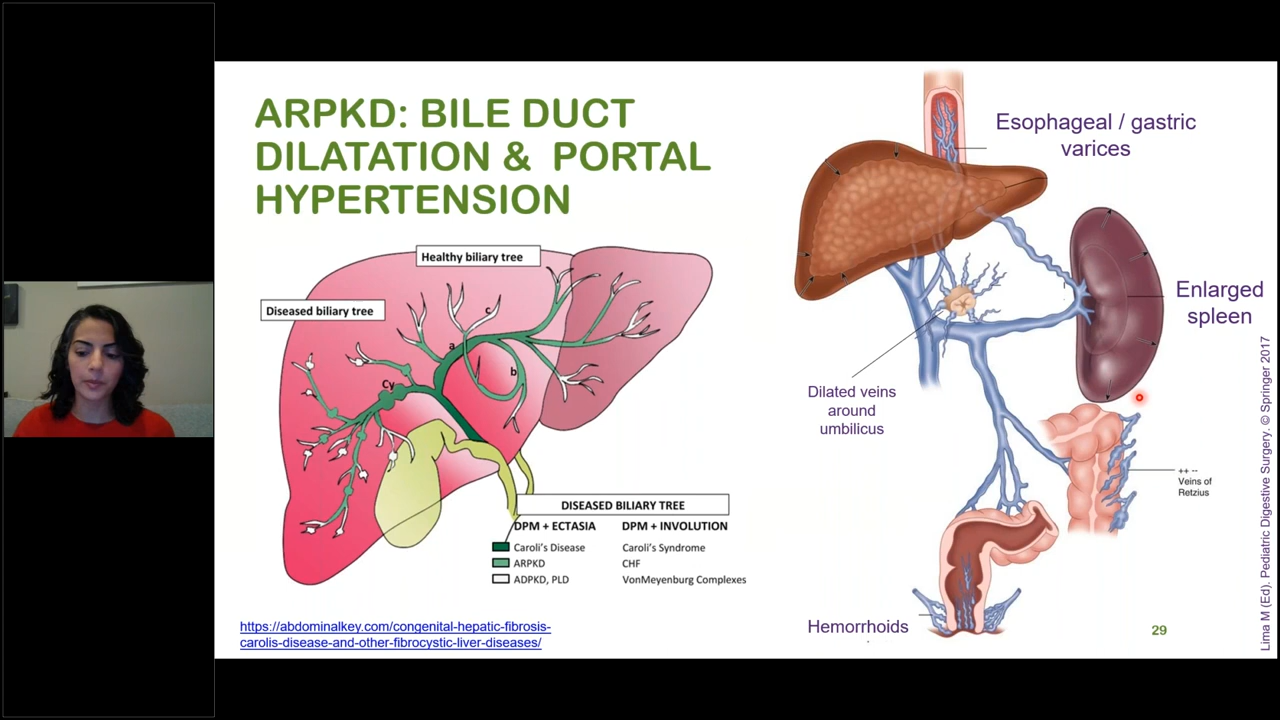 ARPKD: BILE DUCT
DILATATION & PORTAL
HYPERTENSION
Healthy biliary tree
Diseased biliary tree
c
a
b
Cy
DISEASED BILIARY TREE
DPM + ECTASIA DPM + INVOLUTION
Caroli's Disease Caroli's Syndrome
ARPKD CHF
ADPKD, PLD VonMeyenburg Complexes
https://abdominalkey.com/congenital-hepatic-fibrosis-
carolis-disease-and-other-fibrocystic-liver-diseases/
Esophageal / gastric
varices
Enlarged
spleen
Dilated veins
around
umbilicus
++ --
Veins of
Retzius
Hemorrhoids
29
Lima M (Ed). Pediatric Digestive Surgery. © Springer 2017